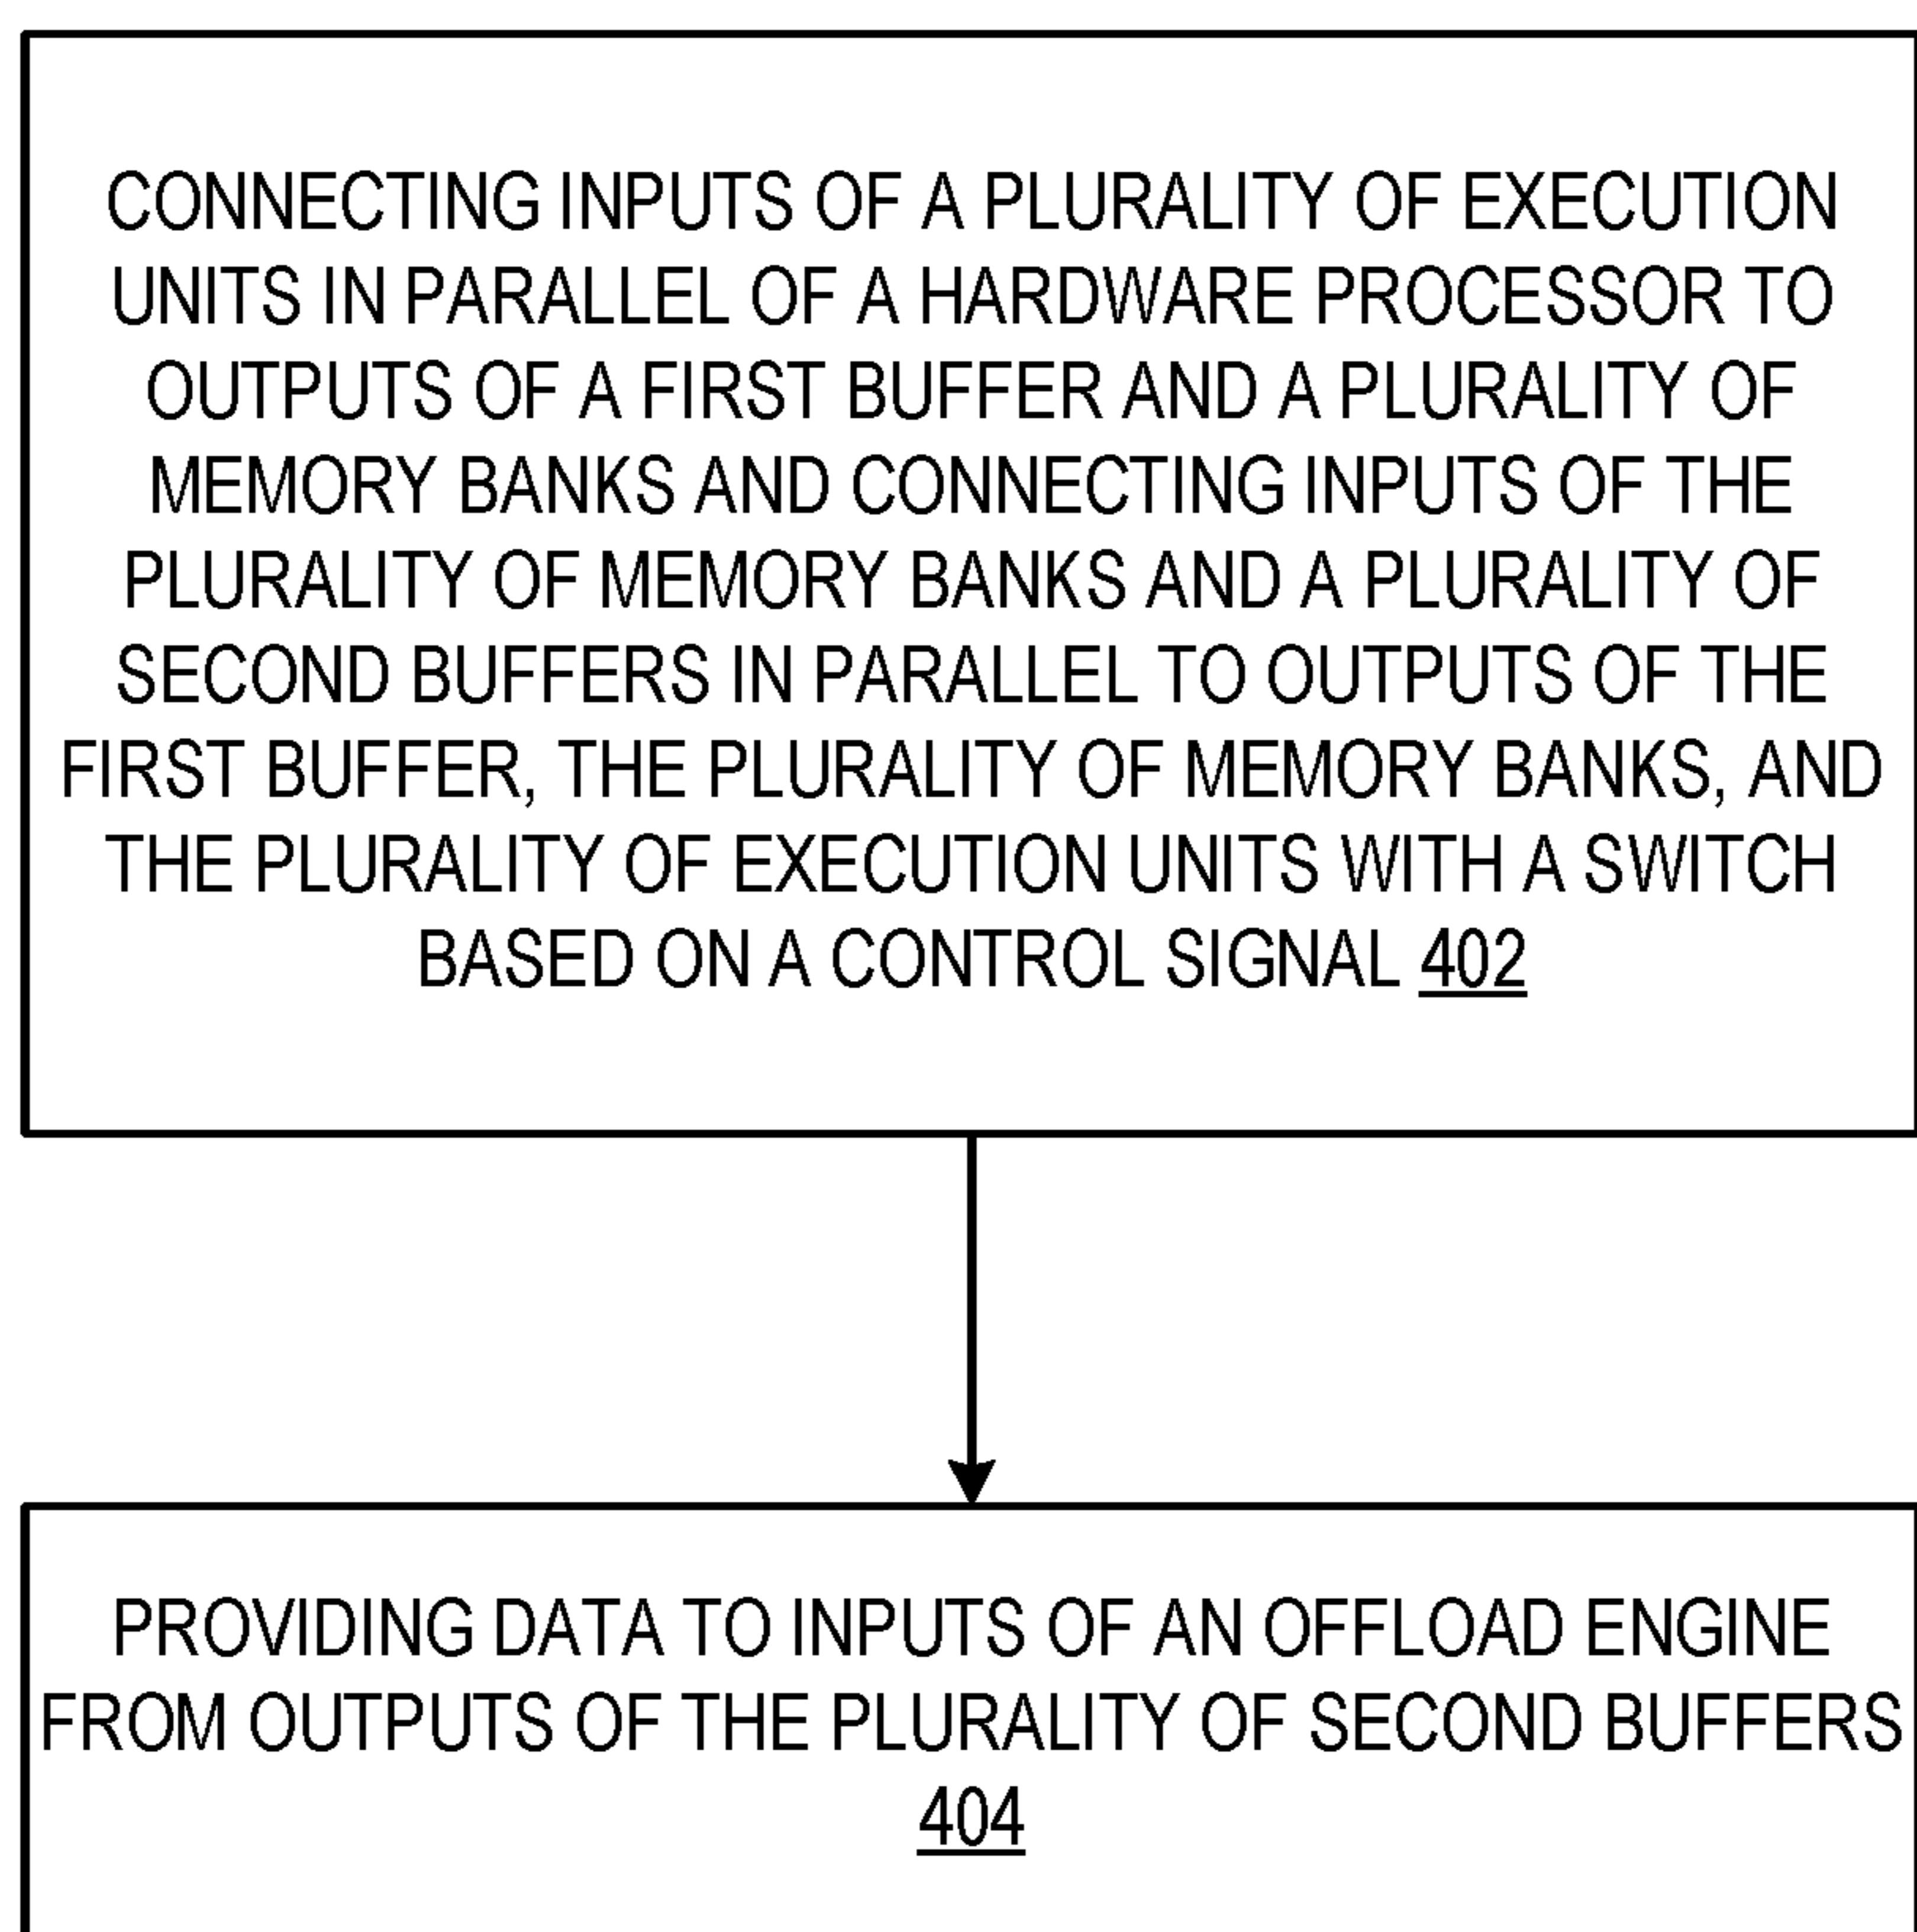 CONNECTING INPUTS OF A PLURALITY OF EXECUTION
UNITS IN PARALLEL OF A HARDWARE PROCESSOR TO
OUTPUTS OF A FIRST BUFFER AND A PLURALITY OF
MEMORY BANKS AND CONNECTING INPUTS OF THE
PLURALITY OF MEMORY BANKS AND A PLURALITY OF
SECOND BUFFERS IN PARALLEL TO OUTPUTS OF THE
FIRST BUFFER, THE PLURALITY OF MEMORY BANKS, AND
THE PLURALITY OF EXECUTION UNITS WITH A SWITCH
BASED ON A CONTROL SIGNAL 402
PROVIDING DATA TO INPUTS OF AN OFFLOAD ENGINE
FROM OUTPUTS OF THE PLURALITY OF SECOND BUFFERS
404